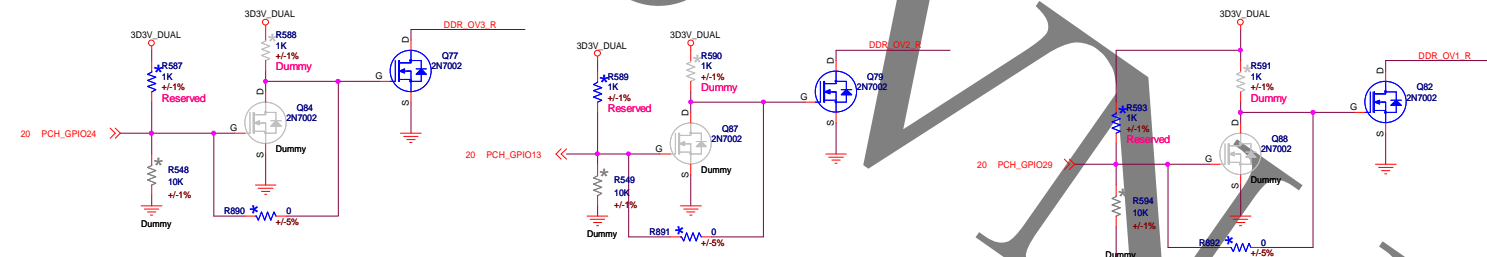 3D3V_DUAL
R588
1K
+/-1%
Dummy
3D3V_DUAL
R587
1K
+/-1%
Reserved
DDR_OV3_R
D
Q77
2N7002
G
S
D
Q84
2N7002
G
S
Dummy
20 PCH_GPIO24
R548
10K
+/-1%
Dummy
R890
0
+/-5%
3D3V_DUAL
R590
1K
+/-1%
Dummy
3D3V_DUAL
R589
1K
+/-1%
Reserved
DDR_OV2_R
D
Q79
2N7002
G
S
D
Q87
2N7002
G
S
Dummy
20 PCH_GPIO13
R549
10K
+/-1%
Dummy
R891
0
+/-5%
3D3V_DUAL
R591
1K
+/-1%
Dummy
R593
1K
+/-1%
Reserved
DDR_OV1_R
D
Q82
2N7002
G
S
D
Q88
2N7002
G
S
Dummy
20 PCH_GPIO29
R594
10K
+/-1%
Dummy
R892
0
+/-5%